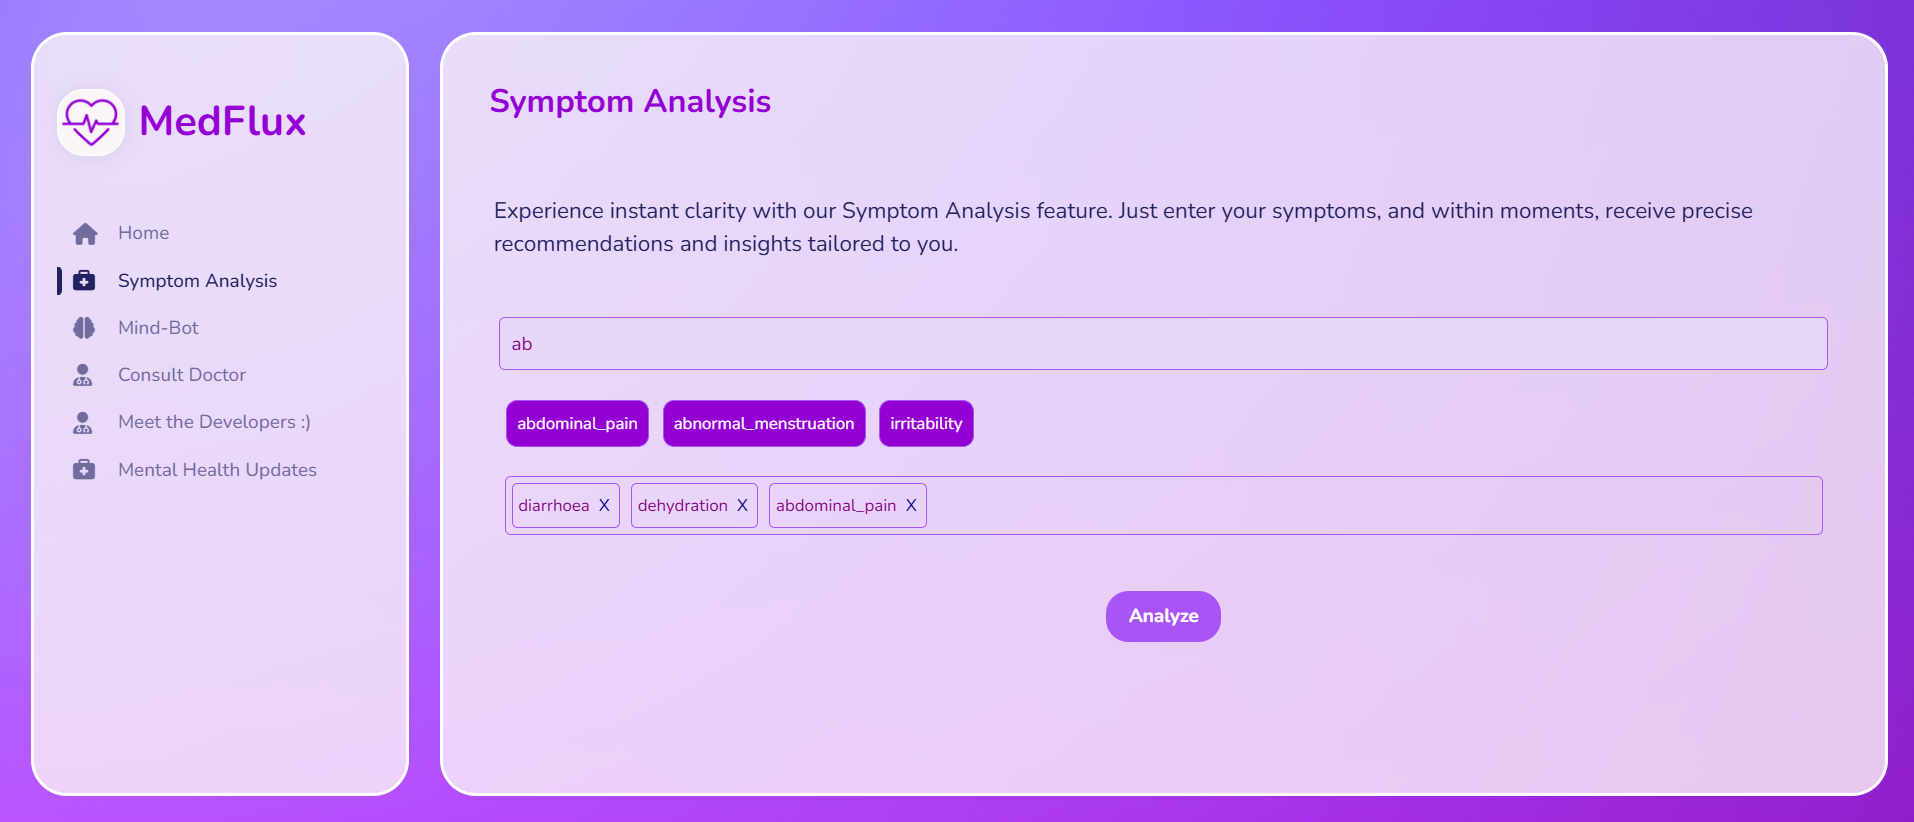 MedFlux
Home
Symptom Analysis
Mind-Bot
Consult Doctor
Meet the Developers :)
Mental Health Updates
Symptom Analysis
Experience instant clarity with our Symptom Analysis feature. Just enter your symptoms, and within moments, receive precise
recommendations and insights tailored to you.
ab
abdominal_pain abnormal_menstruation irritability
diarrhoea X dehydration X abdominal_pain X
Analyze